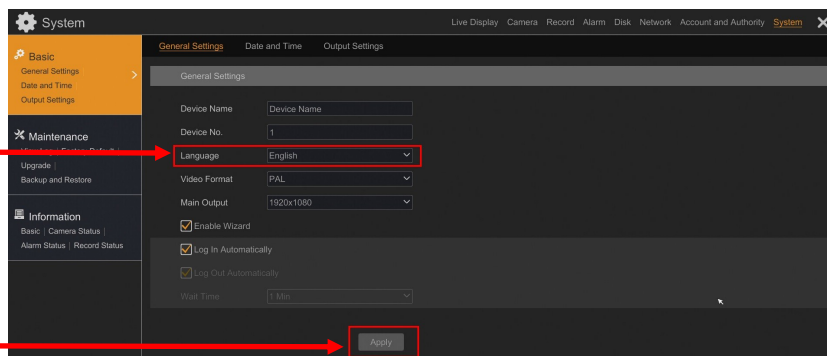 System
Live Display Camera Record Alarm Disk Network Account and Authority System
Basic
General Settings
Date and Time
Output Settings
Maintenance
Upgrade |
Backup and Restore
Information
Basic | Camera Status |
Alarm Status | Record Status
General Settings Date and Time Output Settings
General Settings
Device Name Device Name
Device No. 1
Language English
Video Format PAL
Main Output 1920x1080
Enable Wizard
Log In Automatically
Log Out Automatically
Wait Time 1 Min
Apply